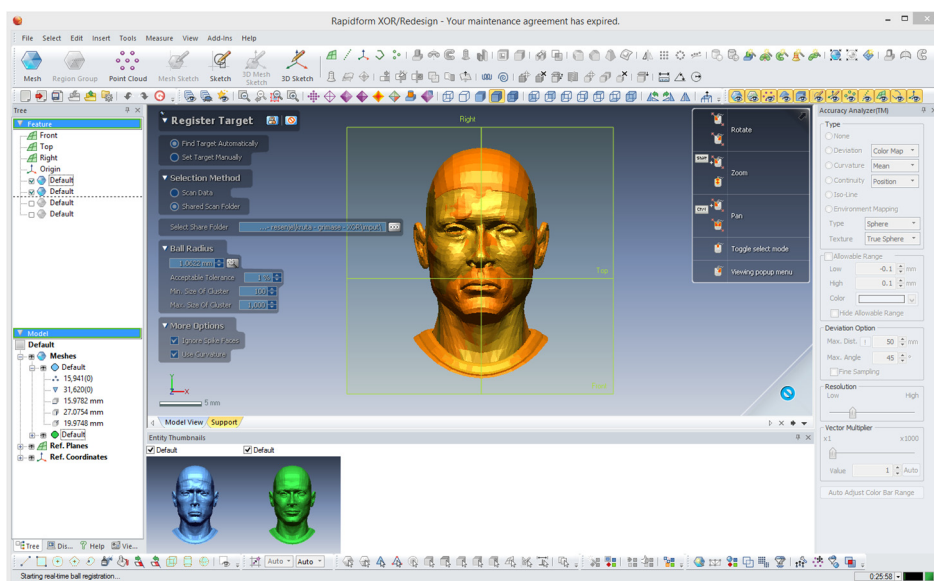 Rapidform XOR/Redesign - Your maintenance agreement has expired.
File Select Edit Insert Tools Measure View Add-Ins Help
Mesh Region Group Point Cloud Mesh Sketch Sketch 3D Mesh Sketch 3D Sketch
Tree
Feature
Front
Top
Right
Origin
Default
Default
Default
Default
Model
Default
Meshes
Default
15,941(0)
31,620(0)
15.9782 mm
27.0754 mm
19.9748 mm
Default
Ref. Planes
Ref. Coordinates
Tree Dis... Help Vie...
Register Target
Find Target Automatically
Set Target Manually
Selection Method
Scan Data
Shared Scan Folder
Select Share Folder
Ball Radius
Acceptable Tolerance 1 %
Min. Size Of Cluster 100
Max. Size Of Cluster 1,000
More Options
Ignore Spike Faces
Use Curvature
Y
X
5 mm
Right
Top
Rotate
Shift
Zoom
Ctrl
Pan
Toggle select mode
Viewing popup menu
Model View Support
Entity Thumbnails
Default Default
Accuracy Analyzer(TM)
Type
None
Deviation Color Map
Curvature Mean
Continuity Position
Iso-Line
Environment Mapping
Type Sphere
Texture True Sphere
Allowable Range
Low -0.1 mm
High 0.1 mm
Color
Hide Allowable Range
Deviation Option
Max. Dist. 50 mm
Max. Angle 45 °
Fine Sampling
Resolution
Low High
Vector Multiplier
x1 x1000
Value 1 Auto
Auto Adjust Color Bar Range
Auto Auto
Starting real-time ball registration...
0:25:58